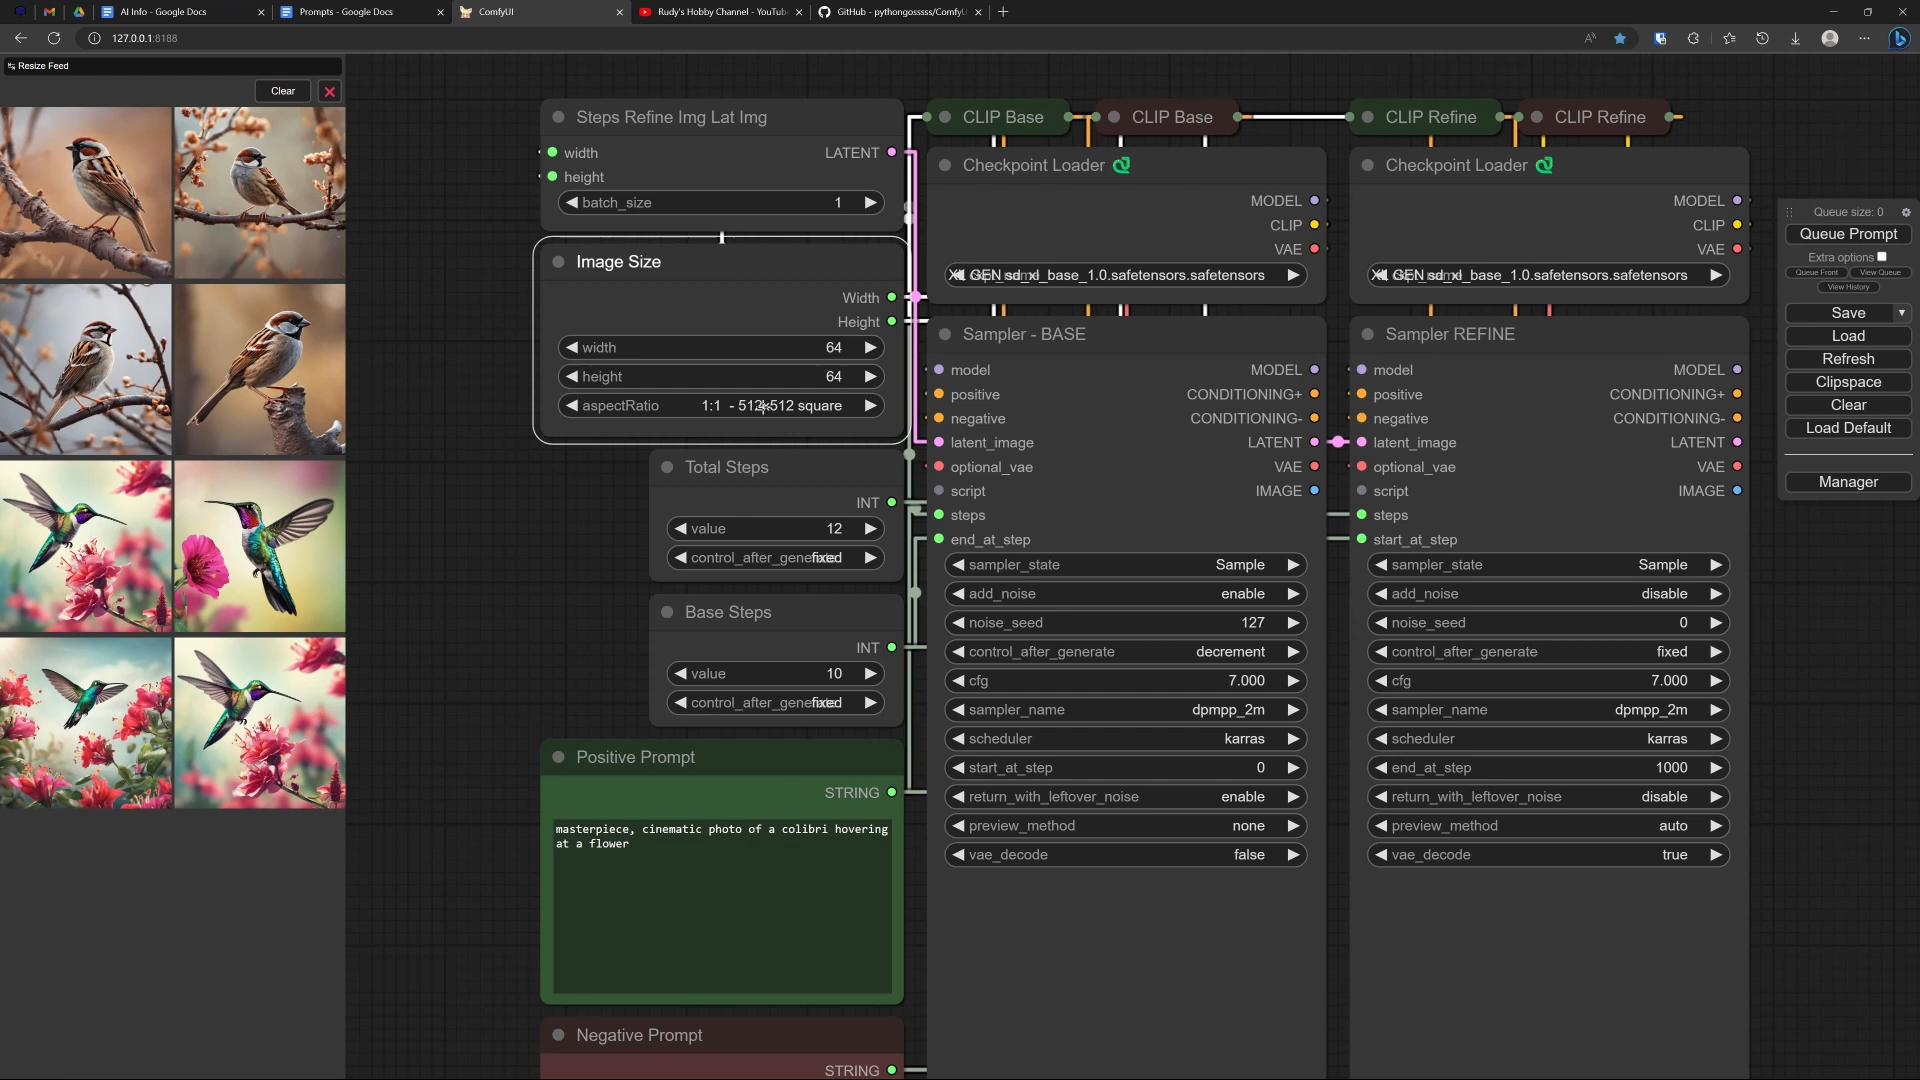 AI Info - Google Docs
Prompts - Google Docs
ComfyUI
Rudy's Hobby Channel - YouTub
GitHub - pythongosssss/ComfyU
127.0.0.1:8188
Resize Feed
Clear
Steps Refine Img Lat Img
width
LATENT
height
batch_size 1
Image Size
Width
Height
width 64
height 64
aspectRatio 1:1 - 512x512 square
Total Steps
INT
value 12
control_after_generate fixed
Base Steps
INT
value 10
control_after_generate fixed
Positive Prompt
STRING
masterpiece, cinematic photo of a colibri hovering
at a flower
Negative Prompt
STRING
CLIP Base
CLIP Base
CLIP Refine
CLIP Refine
Checkpoint Loader
MODEL
CLIP
VAE
GEN sd_xl_base_1.0.safetensors.safetensors
Sampler - BASE
model MODEL
positive CONDITIONING+
negative CONDITIONING-
latent_image LATENT
optional_vae VAE
script IMAGE
steps
end_at_step
sampler_state Sample
add_noise enable
noise_seed 127
control_after_generate decrement
cfg 7.000
sampler_name dpmpp_2m
scheduler karras
start_at_step 0
return_with_leftover_noise enable
preview_method none
vae_decode false
Checkpoint Loader
MODEL
CLIP
VAE
GEN sd_xl_base_1.0.safetensors.safetensors
Sampler REFINE
model MODEL
positive CONDITIONING+
negative CONDITIONING-
latent_image LATENT
optional_vae VAE
script IMAGE
steps
start_at_step
sampler_state Sample
add_noise disable
noise_seed 0
control_after_generate fixed
cfg 7.000
sampler_name dpmpp_2m
scheduler karras
end_at_step 1000
return_with_leftover_noise disable
preview_method auto
vae_decode true
Queue size: 0
Queue Prompt
Extra options
Queue Front
View Queue
View History
Save
Load
Refresh
Clipspace
Clear
Load Default
Manager